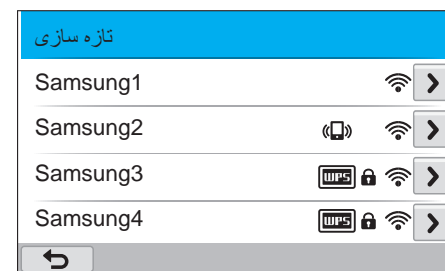 تازه سازی
Samsung1
Samsung2
Samsung3 WPS
Samsung4 WPS